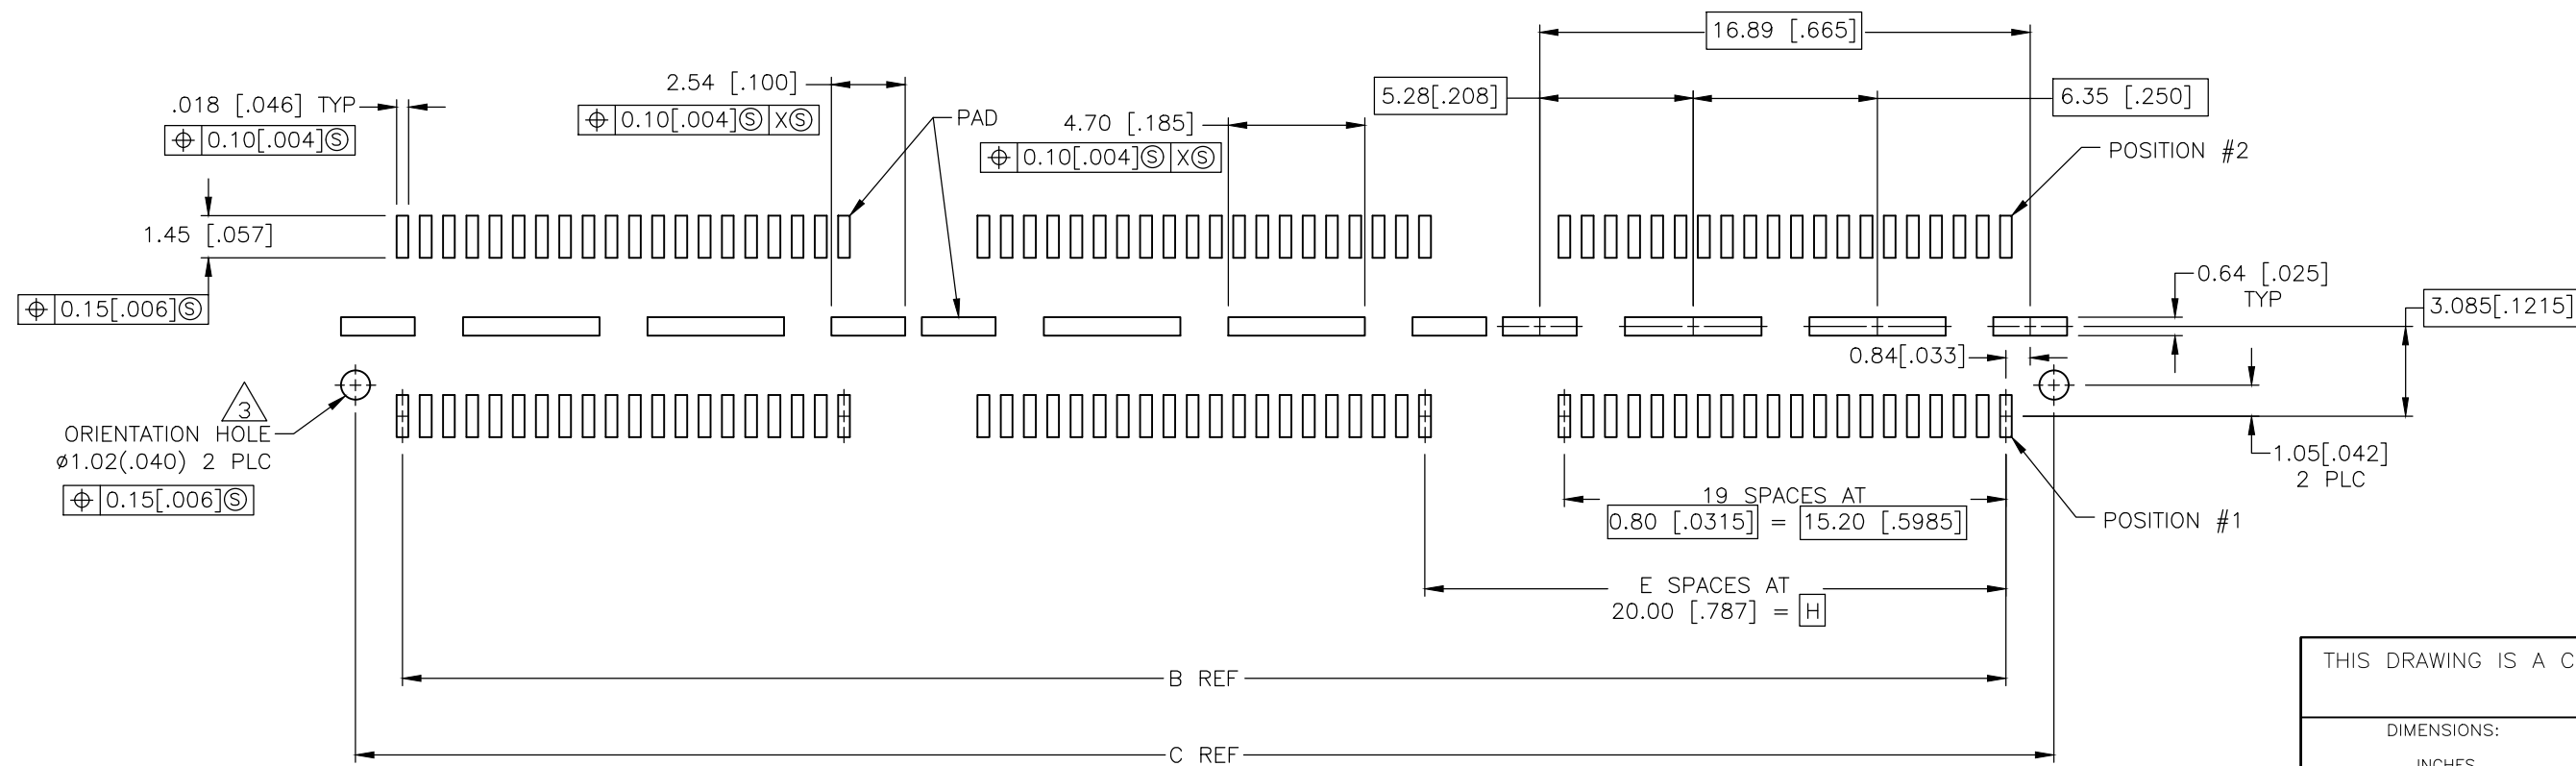 16.89 [.665]
2.54 [.100]
⌖ 0.10[.004]Ⓢ XⓈ
.018 [.046] TYP
⌖ 0.10[.004]Ⓢ
PAD
4.70 [.185]
⌖ 0.10[.004]Ⓢ XⓈ
5.28[.208]
6.35 [.250]
POSITION #2
1.45 [.057]
⌖ 0.15[.006]Ⓢ
0.64 [.025]
TYP
3.085[.1215]
0.84[.033]
3
ORIENTATION HOLE
ø1.02(.040) 2 PLC
⌖ 0.15[.006]Ⓢ
1.05[.042]
2 PLC
19 SPACES AT
0.80 [.0315] = 15.20 [.5985]
POSITION #1
E SPACES AT
20.00 [.787] = H
B REF
C REF
THIS DRAWING IS A C
DIMENSIONS:
INCHES